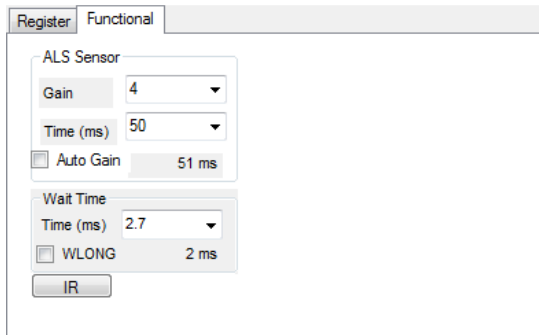 Register Functional
ALS Sensor
Gain 4
Time (ms) 50
Auto Gain 51 ms
Wait Time
Time (ms) 2.7
WLONG 2 ms
IR